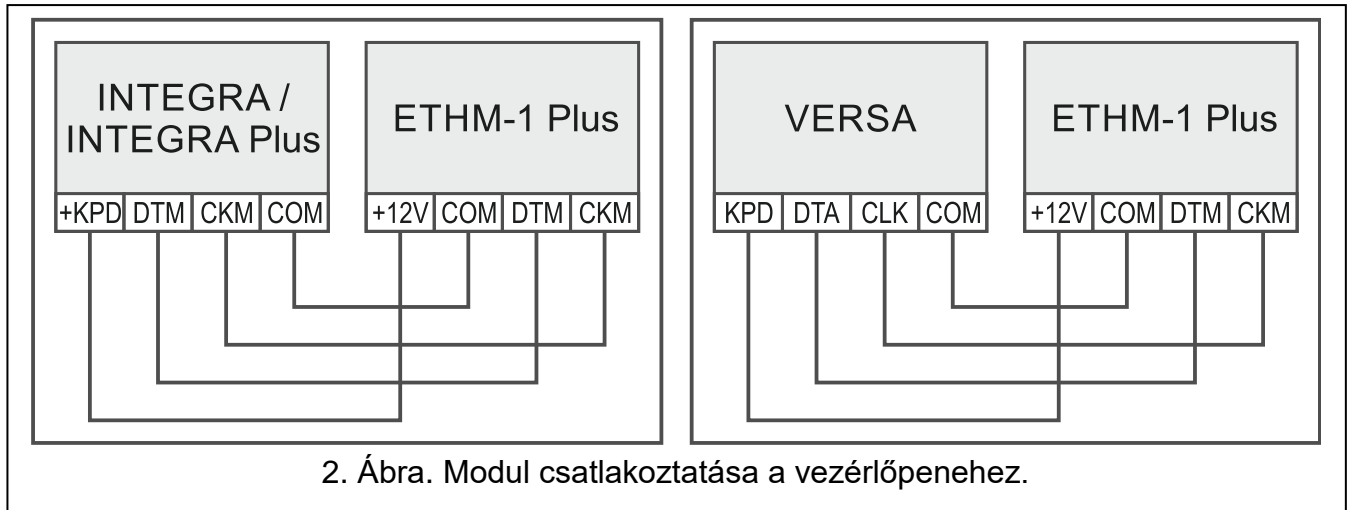 INTEGRA /
INTEGRA Plus
+KPD DTM CKM COM
ETHM-1 Plus
+12V COM DTM CKM
VERSA
KPD DTA CLK COM
ETHM-1 Plus
+12V COM DTM CKM
2. Ábra. Modul csatlakoztatása a vezérlőpenehez.